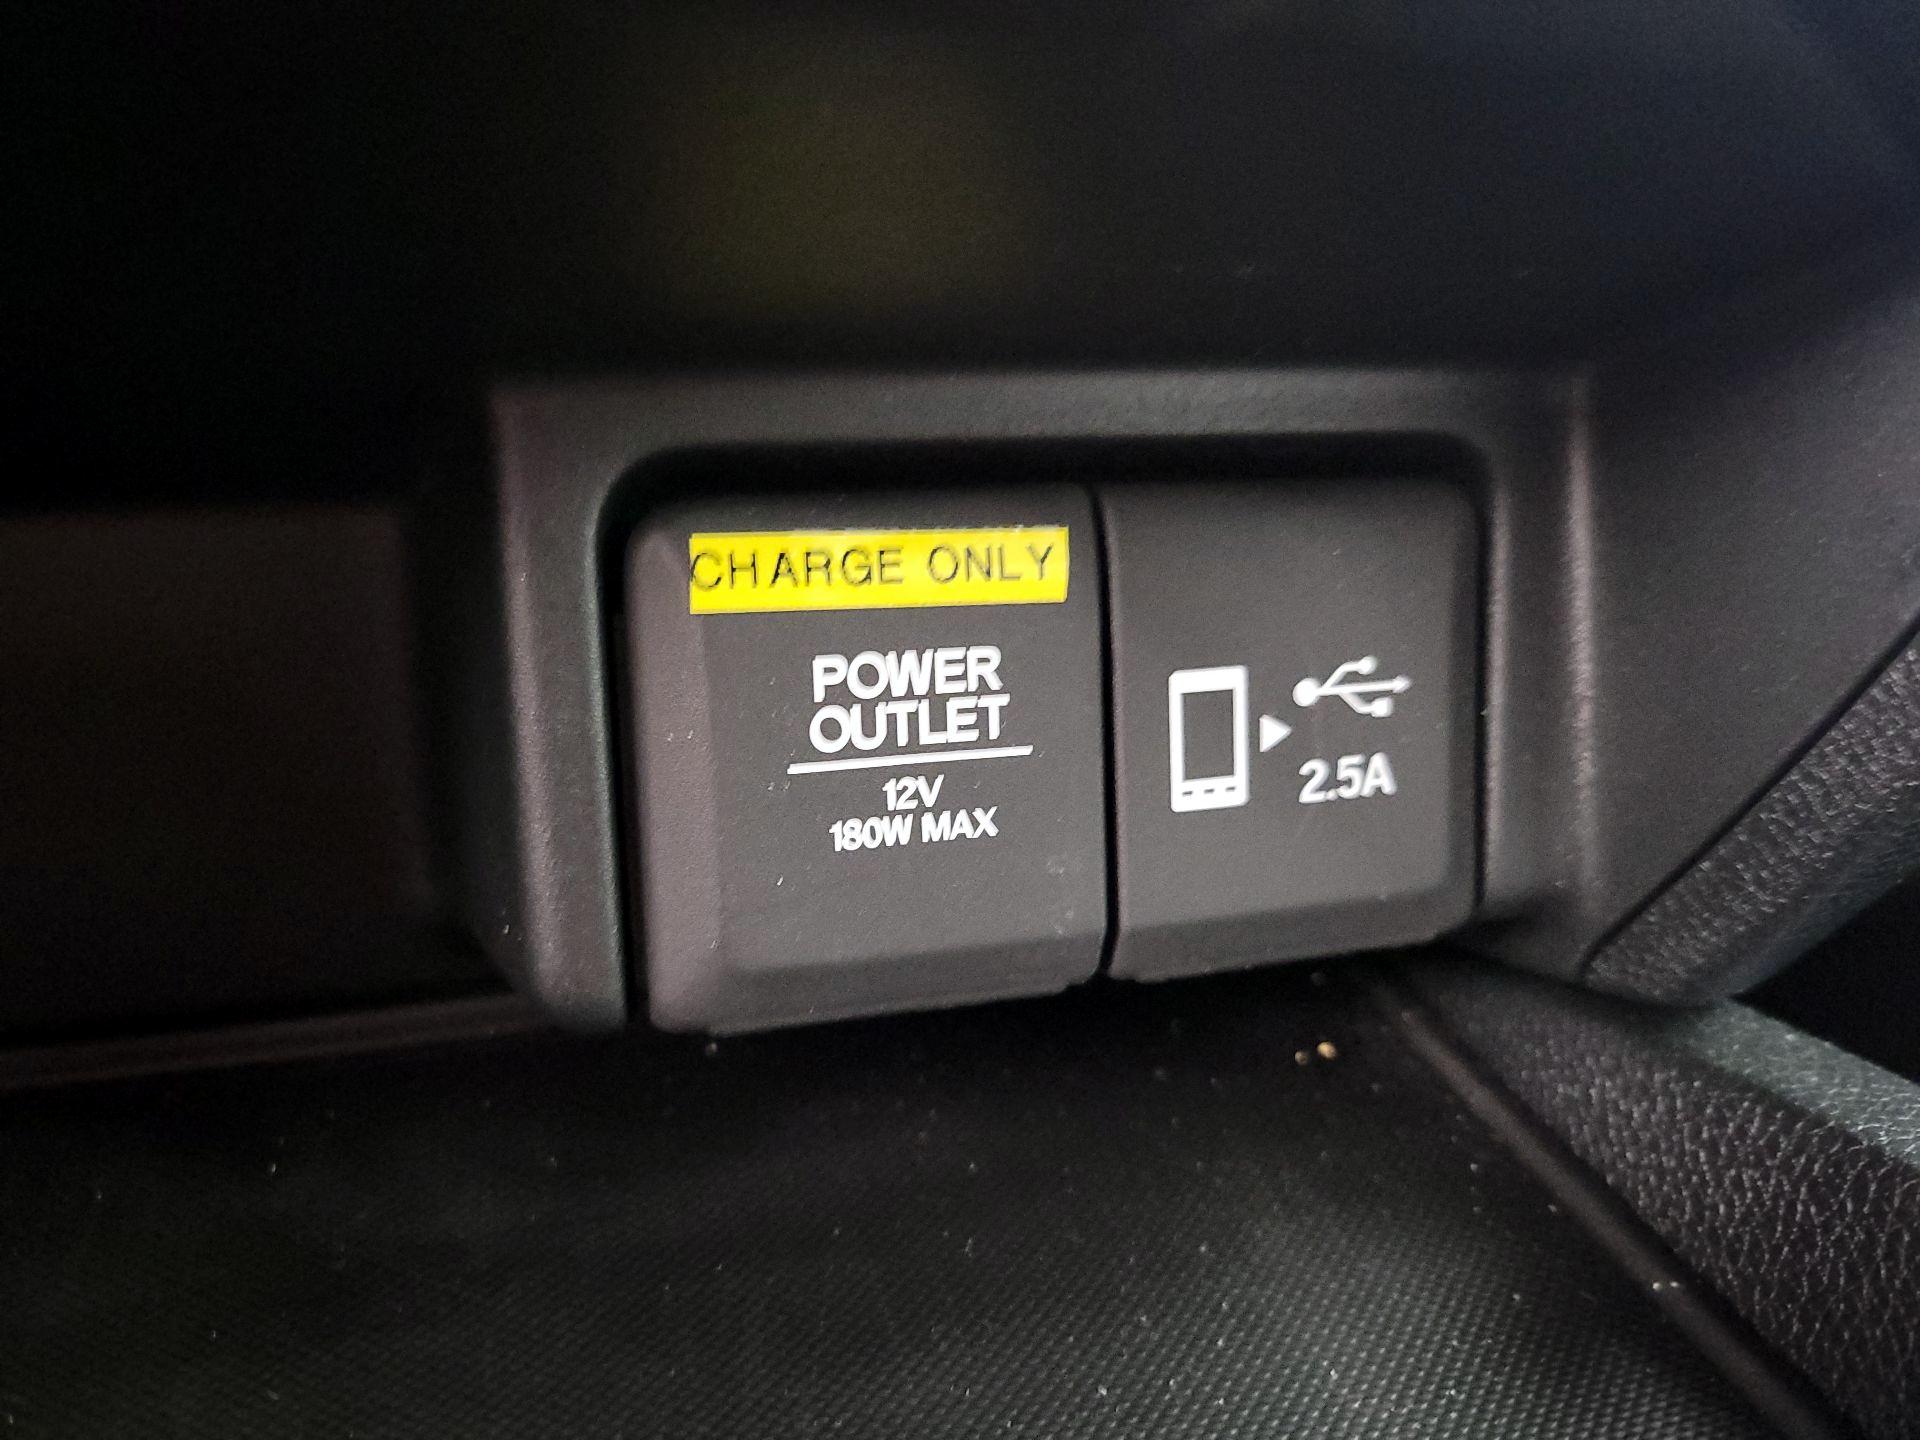 CHARGE ONLY
POWER
OUTLET
12V
180W MAX
2.5A